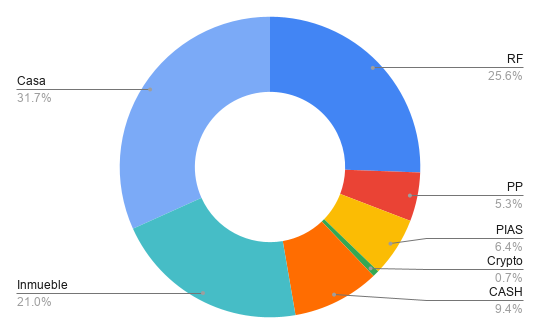 RF
25.6%
PP
5.3%
PIAS
6.4%
Crypto
0.7%
CASH
9.4%
Inmueble
21.0%
Casa
31.7%